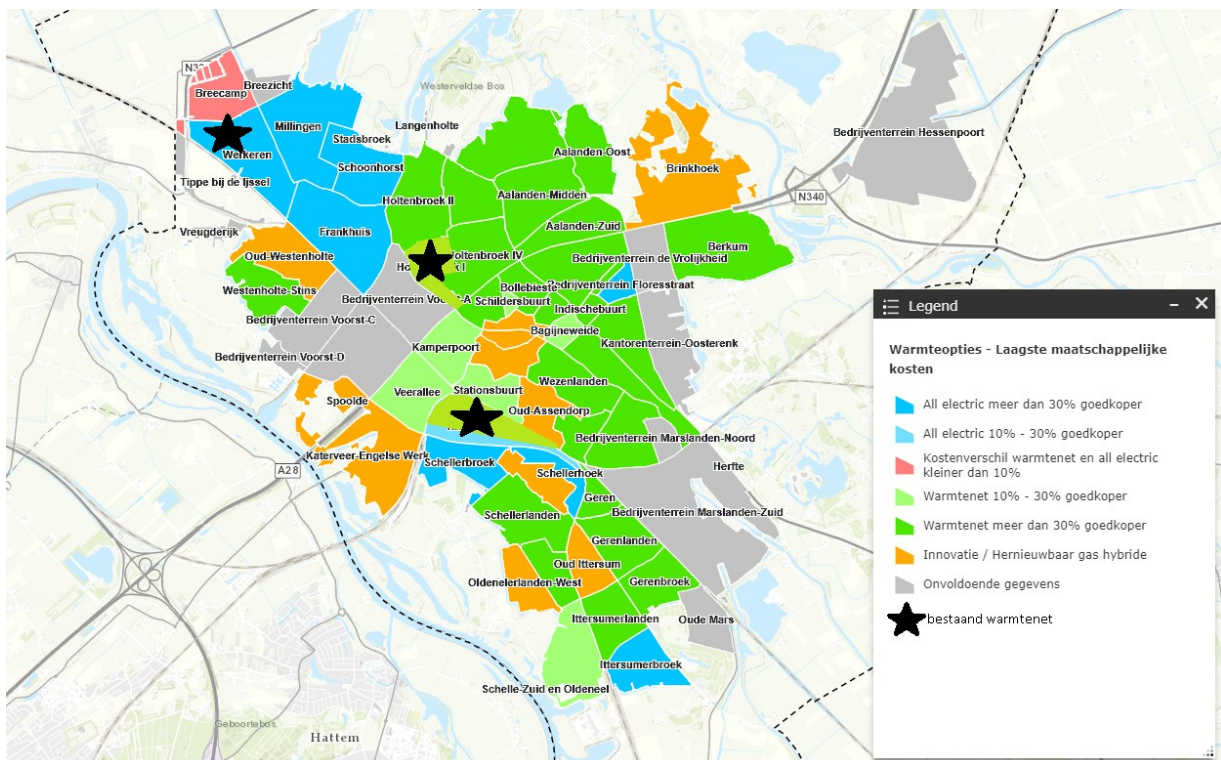 N33
Breezicht
Breecamp
Westerveldse Bos
Millingen
Langenholte
Stadsbroek
Bedrijventerrein Hessenpoort
Werkeren
Schoonhorst
Aalanden-Oost
Brinkhoek
Tippe bij de Ijssel
Aalanden-Midden
N340
Holtenbroek II
Vreugderijk
Frankhuis
Aalanden-Zuid
Berkum
Oud-Westenholte
Holtenbroek IV
Bedrijventerrein de Vrolijkheid
Bedrijventerrein Floresstraat
Westenholte-Stins
Bollebieste
Bedrijventerrein Voorst-A
Schildersbuurt
Indischebuurt
Bedrijventerrein Voorst-C
Bagijneweide
Kamperpoort
Kantorenterrein-Oosterenk
Bedrijventerrein Voorst-D
Wezenlanden
Veerallee
Stationsbuurt
Spoolde
Oud-Assendorp
Bedrijventerrein Marslanden-Noord
Katerveer-Engelse Werk
Schellerbroek
A28
Schellerhoek
Herfte
Geren
Schellerlanden
Bedrijventerrein Marslanden-Zuid
Gerenlanden
Oud Ittersum
Oldenelerlanden-West
Gerenbroek
Ittersumerlanden
Oude Mars
Ittersumerbroek
Schelle-Zuid en Oldeneel
Geboortebos
Hattem
Legend
Warmteopties - Laagste maatschappelijke
kosten
All electric meer dan 30% goedkoper
All electric 10% - 30% goedkoper
Kostenverschil warmtenet en all electric
kleiner dan 10%
Warmtenet 10% - 30% goedkoper
Warmtenet meer dan 30% goedkoper
Innovatie / Hernieuwbaar gas hybride
Onvoldoende gegevens
bestaand warmtenet